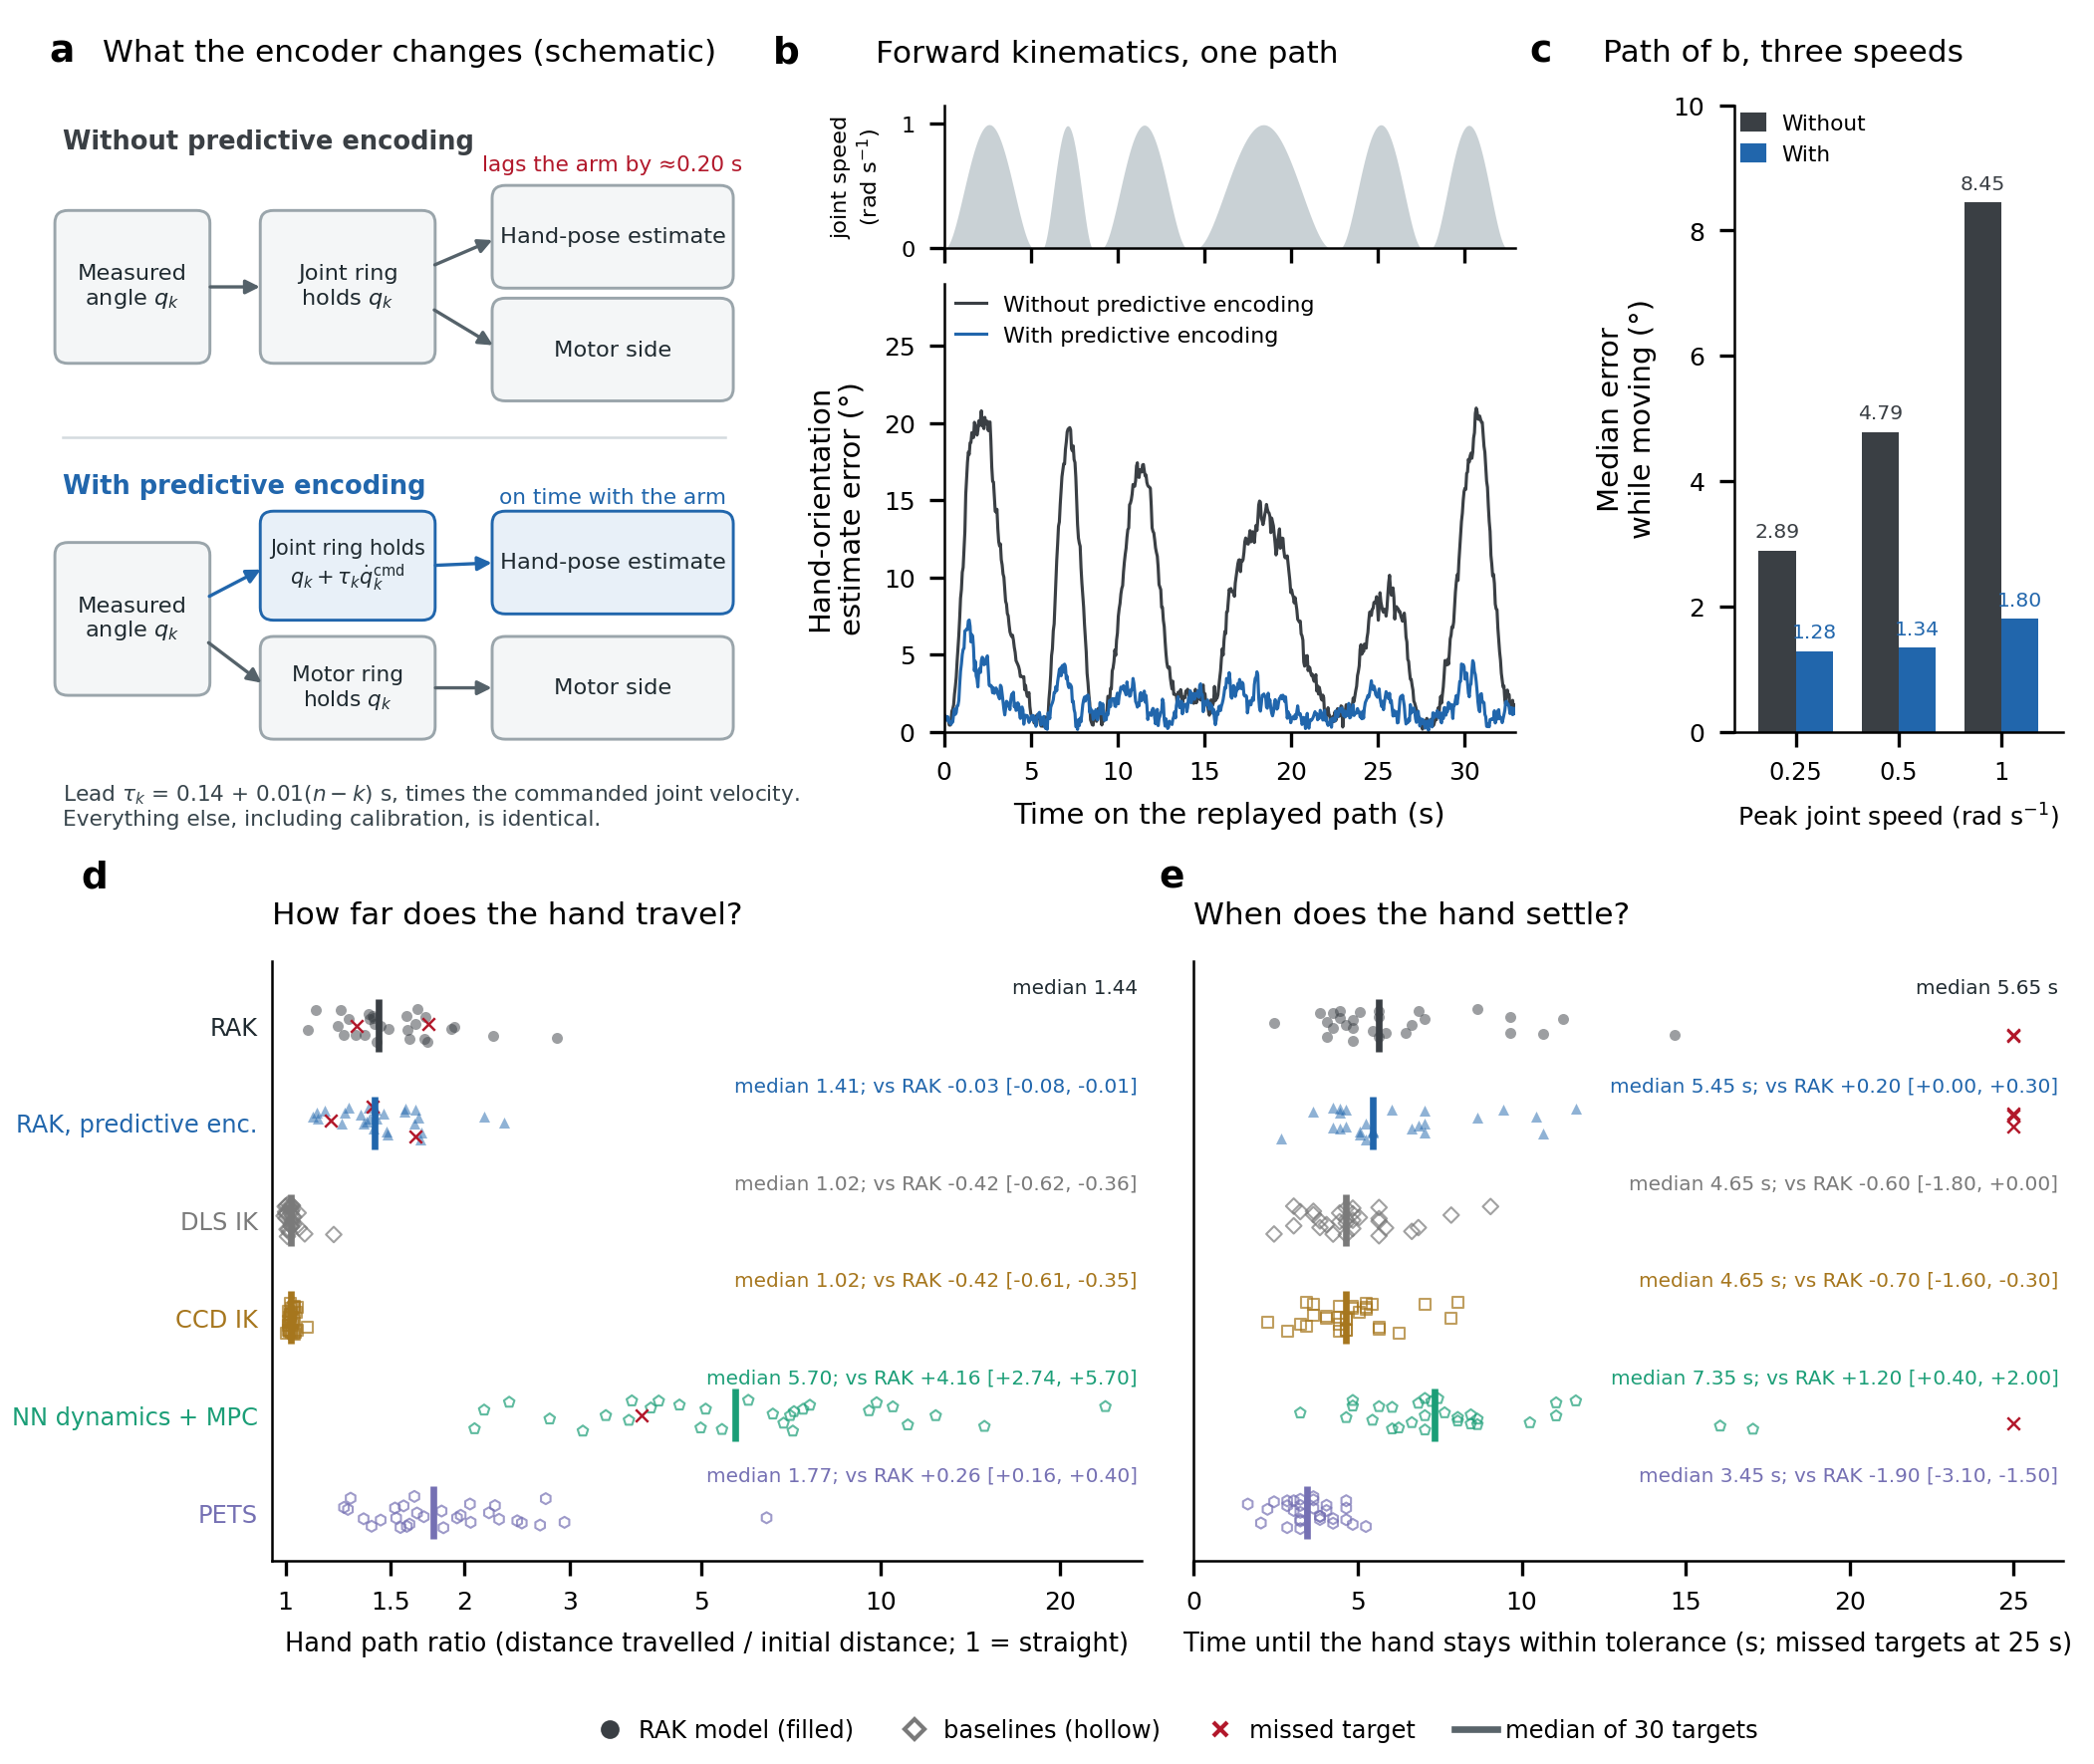 a What the encoder changes (schematic)
Without predictive encoding
lags the arm by ≈0.20 s
Measured
angle qₖ
Joint ring
holds qₖ
Hand-pose estimate
Motor side
With predictive encoding
on time with the arm
Measured
angle qₖ
Joint ring holds
qₖ + τₖq̇ₖᶜᵐᵈ
Hand-pose estimate
Motor ring
holds qₖ
Motor side
Lead τₖ = 0.14 + 0.01(n − k) s, times the commanded joint velocity.
Everything else, including calibration, is identical.
b Forward kinematics, one path
joint speed
(rad s⁻¹)
1
0
Without predictive encoding
With predictive encoding
Hand-orientation
estimate error (°)
25
20
15
10
5
0
0 5 10 15 20 25 30
Time on the replayed path (s)
c Path of b, three speeds
Without
With
Median error
while moving (°)
10
8
6
4
2
0
2.89
1.28
4.79
1.34
8.45
1.80
0.25 0.5 1
Peak joint speed (rad s⁻¹)
d
How far does the hand travel?
RAK
median 1.44
RAK, predictive enc.
median 1.41; vs RAK -0.03 [-0.08, -0.01]
DLS IK
median 1.02; vs RAK -0.42 [-0.62, -0.36]
CCD IK
median 1.02; vs RAK -0.42 [-0.61, -0.35]
NN dynamics + MPC
median 5.70; vs RAK +4.16 [+2.74, +5.70]
PETS
median 1.77; vs RAK +0.26 [+0.16, +0.40]
1 1.5 2 3 5 10 20
Hand path ratio (distance travelled / initial distance; 1 = straight)
e
When does the hand settle?
median 5.65 s
median 5.45 s; vs RAK +0.20 [+0.00, +0.30]
median 4.65 s; vs RAK -0.60 [-1.80, +0.00]
median 4.65 s; vs RAK -0.70 [-1.60, -0.30]
median 7.35 s; vs RAK +1.20 [+0.40, +2.00]
median 3.45 s; vs RAK -1.90 [-3.10, -1.50]
0 5 10 15 20 25
Time until the hand stays within tolerance (s; missed targets at 25 s)
RAK model (filled)
baselines (hollow)
missed target
median of 30 targets